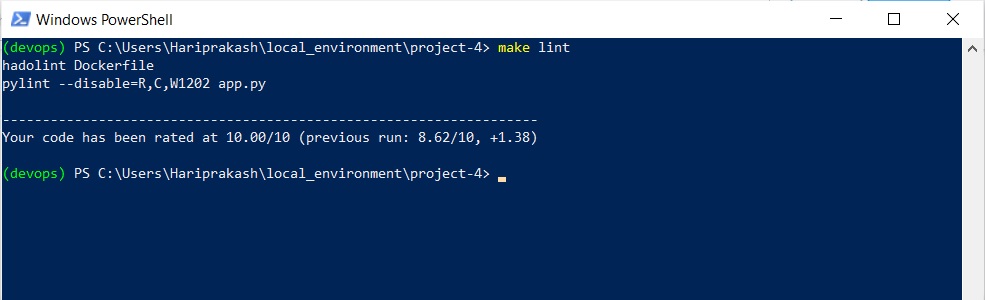 Windows PowerShell
(devops) PS C:\Users\Hariprakash\local_environment\project-4> make lint
hadolint Dockerfile
pylint --disable=R,C,W1202 app.py
-------------------------------------------------------------------
Your code has been rated at 10.00/10 (previous run: 8.62/10, +1.38)
(devops) PS C:\Users\Hariprakash\local_environment\project-4>